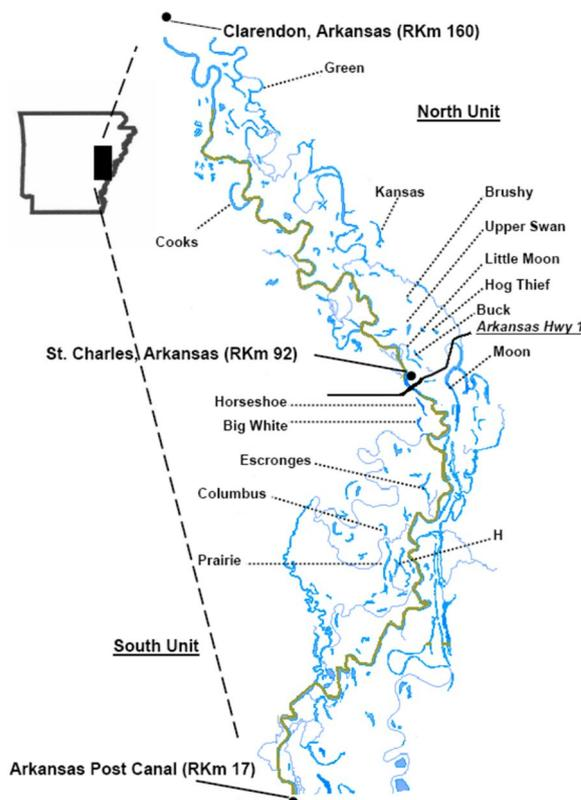 Clarendon, Arkansas (RKm 160)
Green
North Unit
Kansas
Brushy
Upper Swan
Cooks
Little Moon
Hog Thief
Buck
Arkansas Hwy 1
St. Charles, Arkansas (RKm 92)
Moon
Horseshoe
Big White
Escronges
Columbus
H
Prairie
South Unit
Arkansas Post Canal (RKm 17)